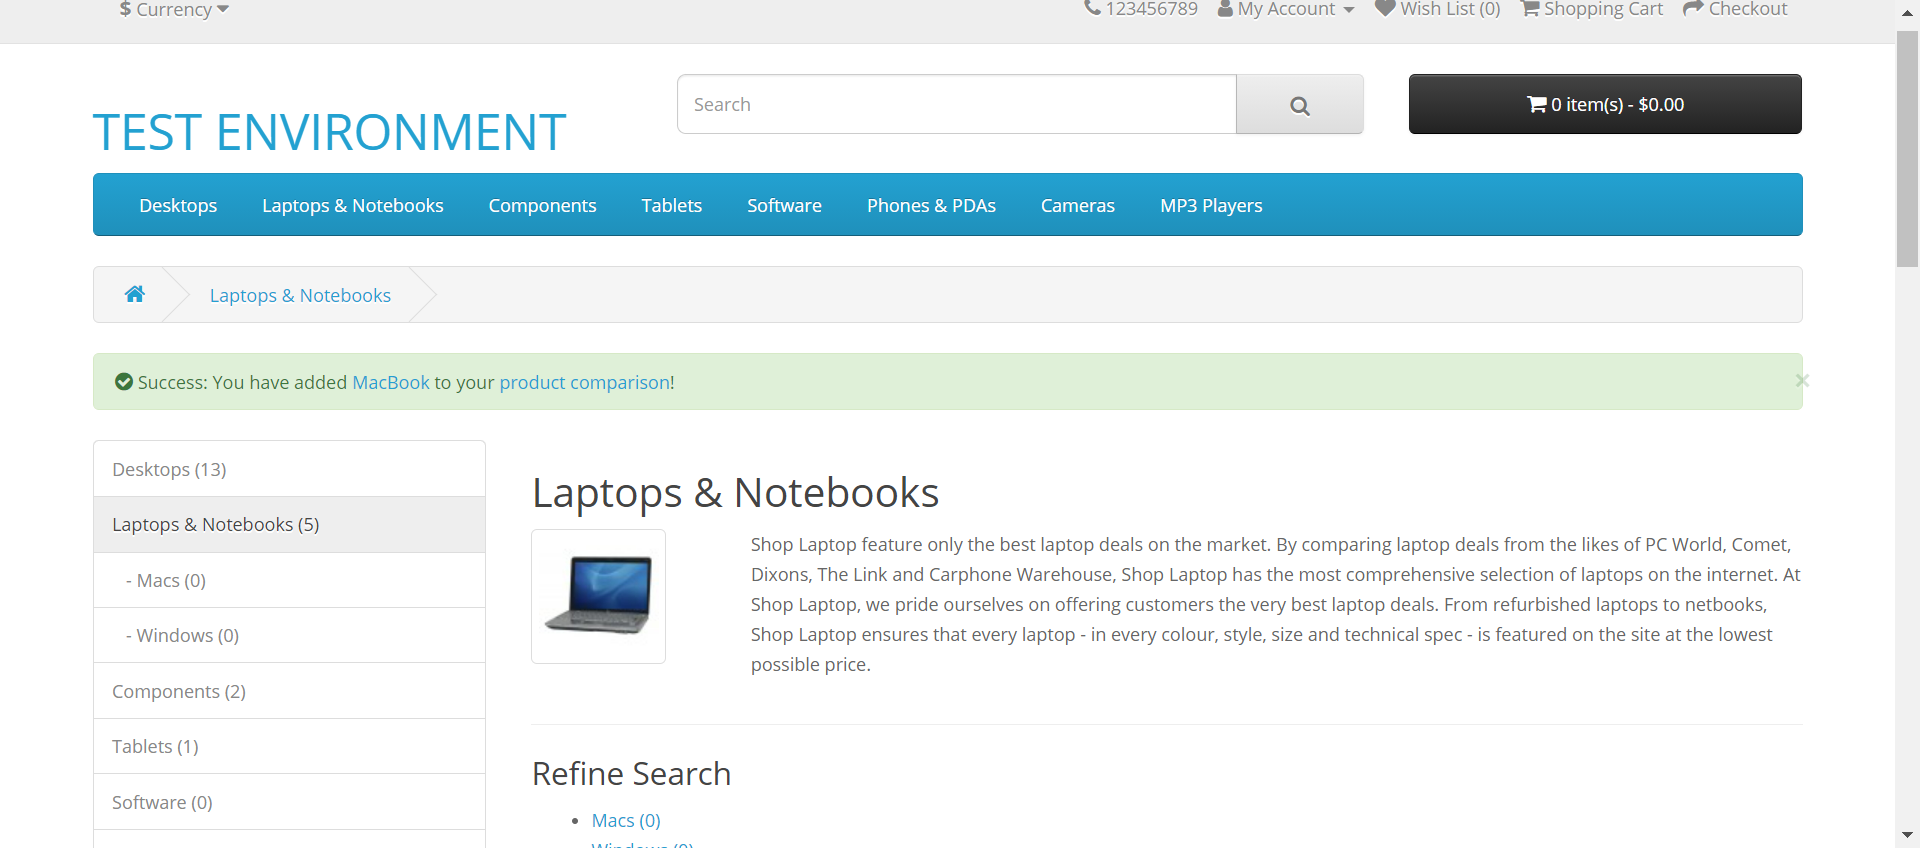 $ Currency
123456789 My Account Wish List (0) Shopping Cart Checkout
TEST ENVIRONMENT
Search
0 item(s) - $0.00
Desktops Laptops & Notebooks Components Tablets Software Phones & PDAs Cameras MP3 Players
Laptops & Notebooks
Success: You have added MacBook to your product comparison!
×
Desktops (13)
Laptops & Notebooks (5)
- Macs (0)
- Windows (0)
Components (2)
Tablets (1)
Software (0)
Laptops & Notebooks
Shop Laptop feature only the best laptop deals on the market. By comparing laptop deals from the likes of PC World, Comet,
Dixons, The Link and Carphone Warehouse, Shop Laptop has the most comprehensive selection of laptops on the internet. At
Shop Laptop, we pride ourselves on offering customers the very best laptop deals. From refurbished laptops to netbooks,
Shop Laptop ensures that every laptop - in every colour, style, size and technical spec - is featured on the site at the lowest
possible price.
Refine Search
• Macs (0)
Windows (0)